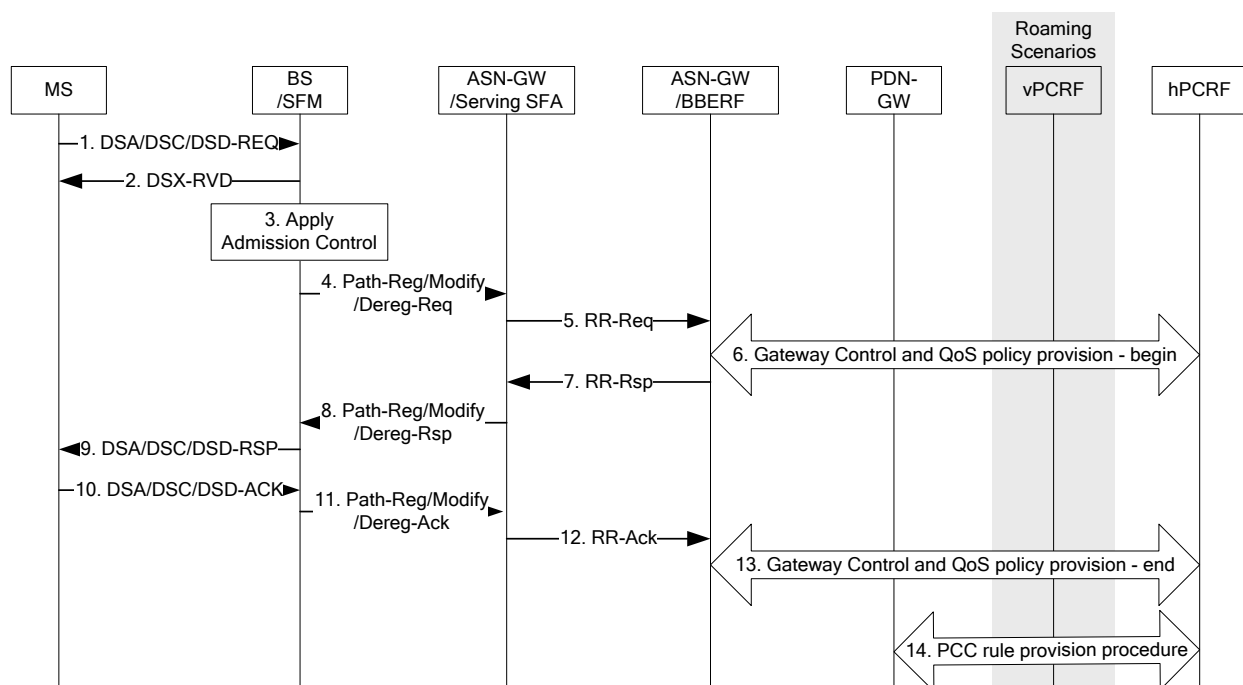 Roaming
Scenarios
MS
BS
/SFM
ASN-GW
/Serving SFA
ASN-GW
/BBERF
PDN-
GW
vPCRF
hPCRF
1. DSA/DSC/DSD-REQ
2. DSX-RVD
3. Apply
Admission Control
4. Path-Reg/Modify
/Dereg-Req
5. RR-Req
6. Gateway Control and QoS policy provision - begin
7. RR-Rsp
8. Path-Reg/Modify
/Dereg-Rsp
9. DSA/DSC/DSD-RSP
10. DSA/DSC/DSD-ACK
11. Path-Reg/Modify
/Dereg-Ack
12. RR-Ack
13. Gateway Control and QoS policy provision - end
14. PCC rule provision procedure